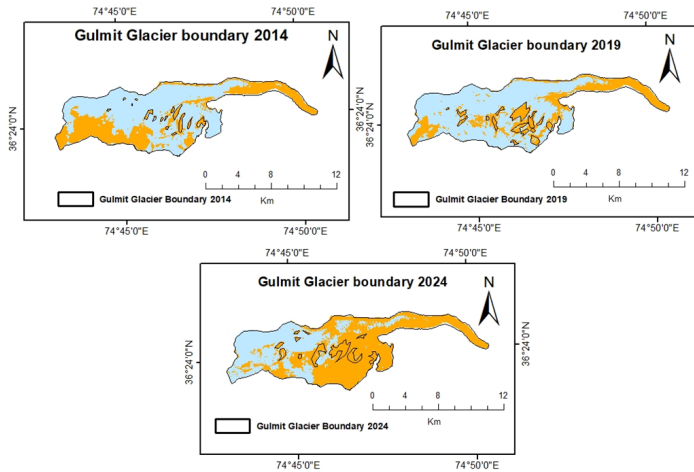 74°45'0"E 74°50'0"E
Gulmit Glacier boundary 2014
N
36°24'0"N
36°24'0"N
0 4 8 12
Km
Gulmit Glacier Boundary 2014
74°45'0"E 74°50'0"E
74°45'0"E 74°50'0"E
Gulmit Glacier boundary 2019
N
36°24'0"N
36°24'0"N
0 4 8 12
Km
Gulmit Glacier Boundary 2019
74°45'0"E 74°50'0"E
74°45'0"E 74°50'0"E
Gulmit Glacier boundary 2024
N
36°24'0"N
36°24'0"N
0 4 8 12
Km
Gulmit Glacier Boundary 2024
74°45'0"E 74°50'0"E